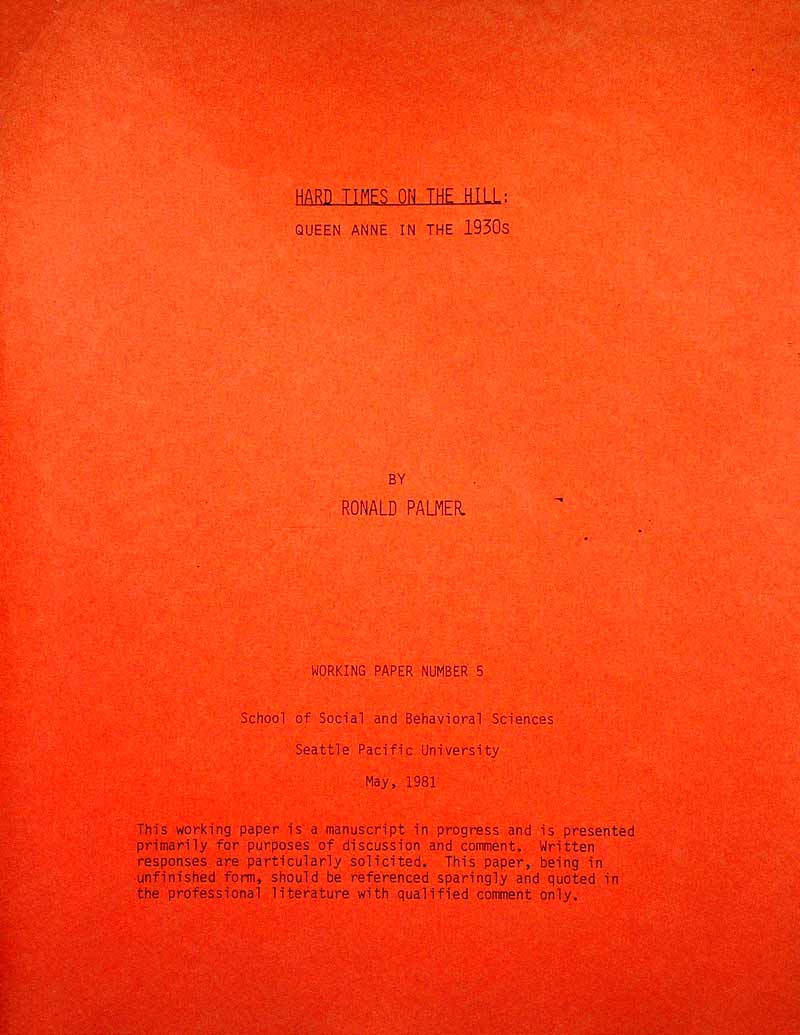 HARD TIMES ON THE HILL:
QUEEN ANNE IN THE 1930s
BY
RONALD PALMER
WORKING PAPER NUMBER 5
School of Social and Behavioral Sciences
Seattle Pacific University
May, 1981
This working paper is a manuscript in progress and is presented
primarily for purposes of discussion and comment. Written
responses are particularly solicited. This paper, being in
unfinished form, should be referenced sparingly and quoted in
the professional literature with qualified comment only.